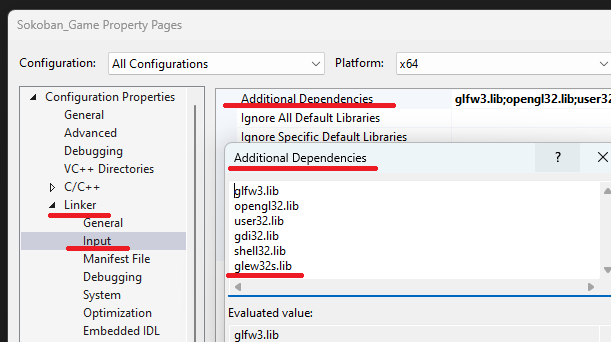 Sokoban_Game Property Pages
Configuration: All Configurations Platform: x64
Configuration Properties
General
Advanced
Debugging
VC++ Directories
C/C++
Linker
General
Input
Manifest File
Debugging
System
Optimization
Embedded IDL
Additional Dependencies glfw3.lib;opengl32.lib;user32
Ignore All Default Libraries
Ignore Specific Default Libraries
Additional Dependencies ?
glfw3.lib
opengl32.lib
user32.lib
gdi32.lib
shell32.lib
glew32s.lib
Evaluated value:
glfw3.lib